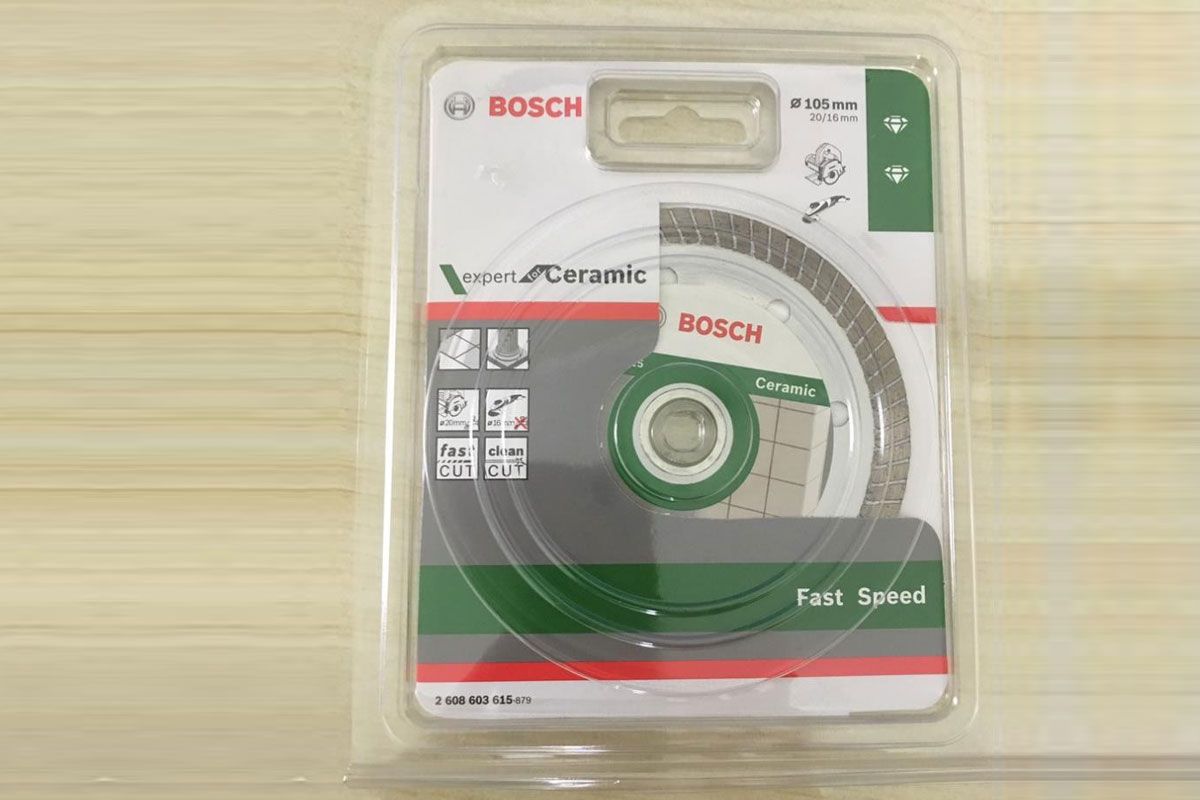 BOSCH
Ø 105 mm
20/16 mm
expert for Ceramic
BOSCH
Ceramic
fast
CUT
clean
CUT
Fast Speed
2 608 603 615-879